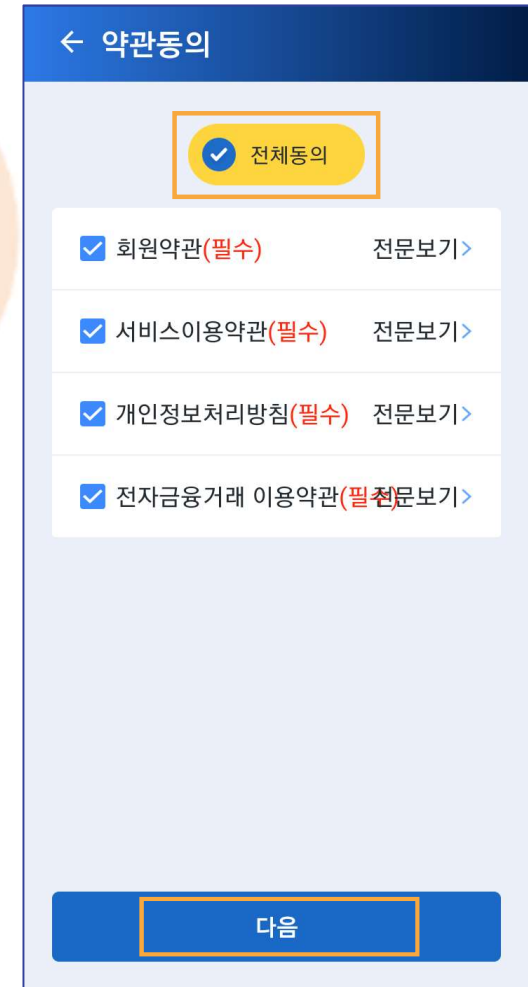 ← 약관동의
전체동의
회원약관(필수) 전문보기>
서비스이용약관(필수) 전문보기>
개인정보처리방침(필수) 전문보기>
전자금융거래 이용약관(필수) 전문보기>
다음